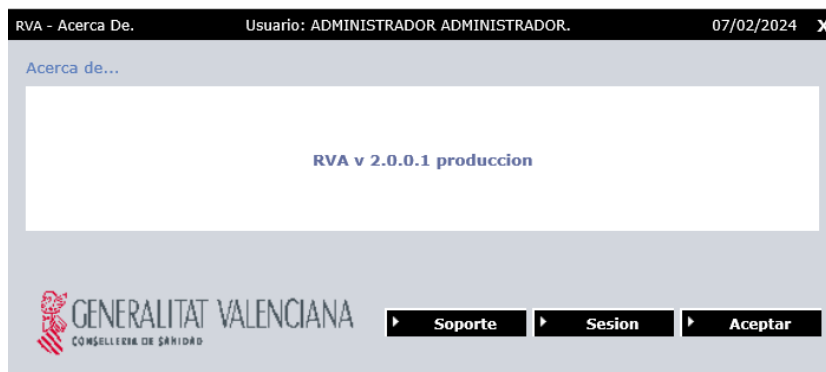 RVA - Acerca De. Usuario: ADMINISTRADOR ADMINISTRADOR. 07/02/2024 X
Acerca de...
RVA v 2.0.0.1 produccion
GENERALITAT VALENCIANA
CONSELLERIA DE SANIDAD
Soporte Sesion Aceptar